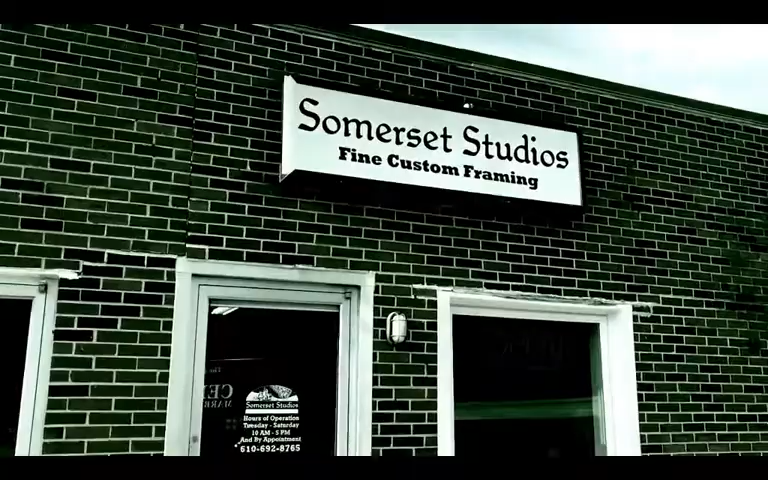 Somerset Studios
Fine Custom Framing
Somerset Studios
Hours of Operation
Tuesday - Saturday
10 AM - 5 PM
And By Appointment
610-692-8765